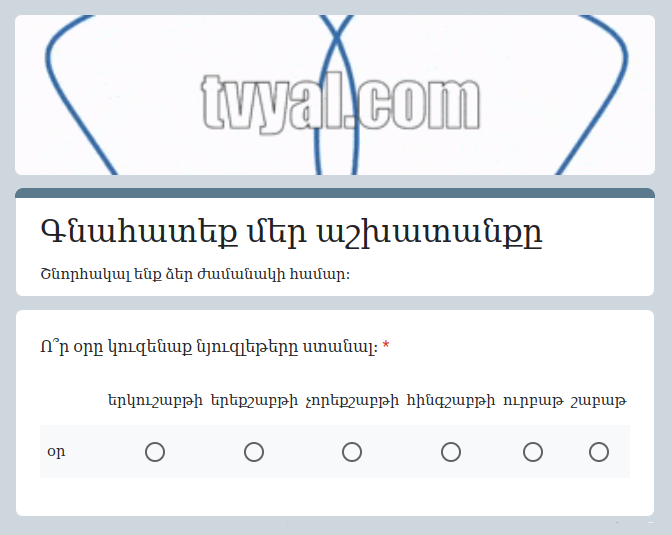 tvyal.com
Գնահատեք մեր աշխատանքը
Շնորհակալ ենք ձեր ժամանակի համար։
Ո՞ր օրը կուզենաք նյուզլեթերը ստանալ։ *
երկուշաբթի երեքշաբթի չորեքշաբթի հինգշաբթի ուրբաթ շաբաթ
օր